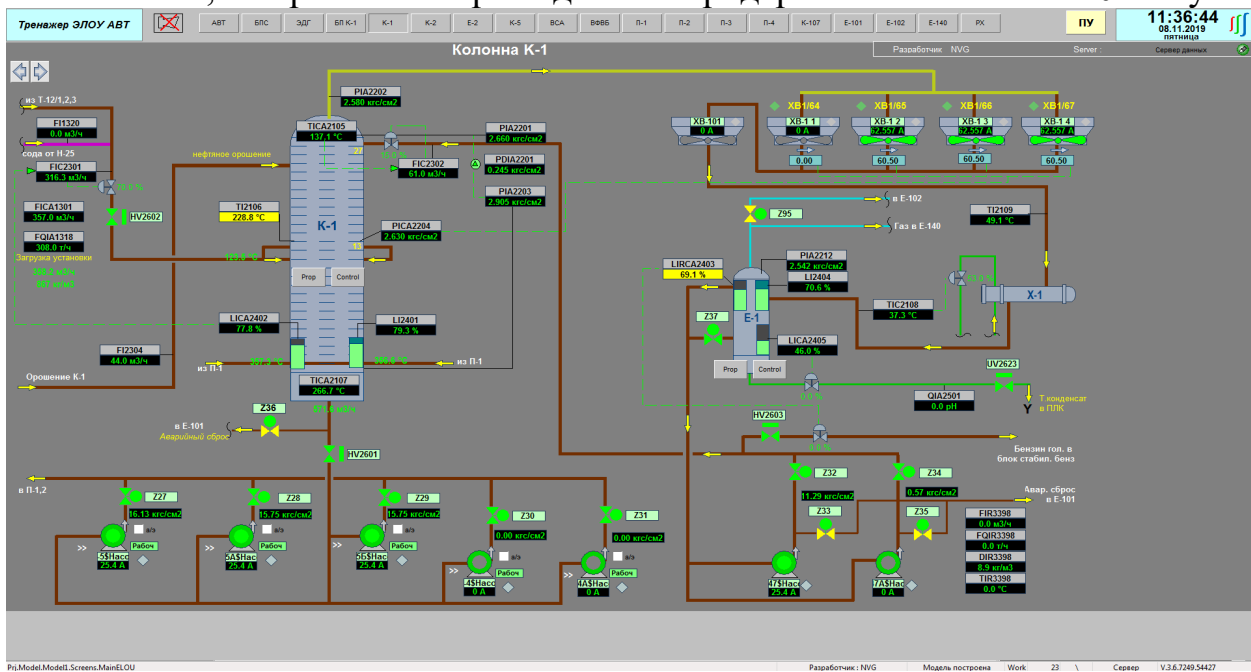 Тренажер ЭЛОУ АВТ
АВТ БПС ЭДГ БП К-1 К-1 К-2 Е-2 К-5 ВСА ВФВБ П-1 П-2 П-3 П-4 К-107 Е-101 Е-102 Е-140 РХ
ПУ
11:36:44
08.11.2019
пятница
Колонна К-1
Разработчик NVG
Server :
Сервер данных
из Т-12/1,2,3
FI1320
0.0 м3/ч
сода от Н-25
FIC2301
316.3 м3/ч
FICA1301
357.0 м3/ч
FQIA1318
308.0 т/ч
Загрузка установки
HV2602
нефтяное орошение
TI2106
228.8 °C
LICA2402
77.8 %
FI2304
44.0 м3/ч
Орошение К-1
из П-1
PIA2202
2.580 кгс/см2
TICA2105
137.1 °C
27
К-1
13
Prop
Control
LI2401
79.3 %
из П-1
TICA2107
266.7 °C
PIA2201
2.660 кгс/см2
FIC2302
61.0 м3/ч
PDIA2201
0.245 кгс/см2
PIA2203
2.905 кгс/см2
PICA2204
2.630 кгс/см2
ХВ1/64 ХВ1/65 ХВ1/66 ХВ1/67
ХВ-101
0 А
ХВ-1 1
0 А
ХВ-1 2
62.557 А
ХВ-1 3
62.557 А
ХВ-1 4
62.557 А
0.00 60.50 60.50 60.50
в Е-102
Z95
Газ в Е-140
TI2109
49.1 °C
LIRCA2403
69.1 %
PIA2212
2.542 кгс/см2
LI2404
70.6 %
TIC2108
37.3 °C
Х-1
Z37
Е-1
LICA2405
46.0 %
Prop
Control
0.0 %
UV2623
QIA2501
0.0 pH
Т.конденсат
в ПЛК
HV2603
0.0 %
Бензин гол. в
блок стабил. бенз
Z36
в Е-101
Аварийный сброс
HV2601
в П-1,2
Z27
16.13 кгс/см2
а/э
Рабоч
25.4 А
Z28
15.75 кгс/см2
а/э
Рабоч
25.4 А
Z29
15.75 кгс/см2
а/э
Рабоч
25.4 А
Z30
0.00 кгс/см2
а/э
Рабоч
0 А
Z31
0.00 кгс/см2
а/э
Рабоч
0 А
Z32
11.29 кгс/см2
Z33
25.4 А
Z34
0.57 кгс/см2
Z35
0 А
Авар. сброс
в Е-101
FIR3398
0.0 м3/ч
FQIR3398
0.0 т/ч
DIR3398
8.9 кг/м3
TIR3398
0.0 °C
Prj.Model.Model1.Screens.MainELOU
Разработчик : NVG
Модель построена
Work
23
\
Сервер
V.3.6.7249.54427